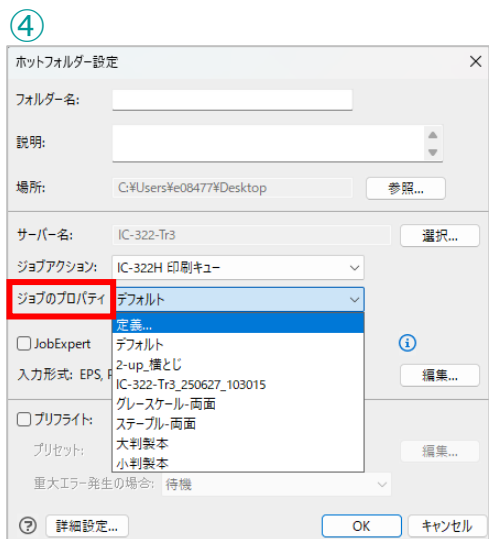 ④
ホットフォルダー設定
フォルダー名:
説明:
場所: C:¥Users¥e08477¥Desktop 参照...
サーバー名: IC-322-Tr3 選択...
ジョブアクション: IC-322H 印刷キュー
ジョブのプロパティ デフォルト
定義...
JobExpert デフォルト
2-up_横とじ
入力形式: EPS, IC-322-Tr3_250627_103015 編集...
グレースケール-両面
プリフライト: ステープル-両面
大判製本
プリセット: 小判製本 編集...
重大エラー発生の場合: 待機
? 詳細設定... OK キャンセル